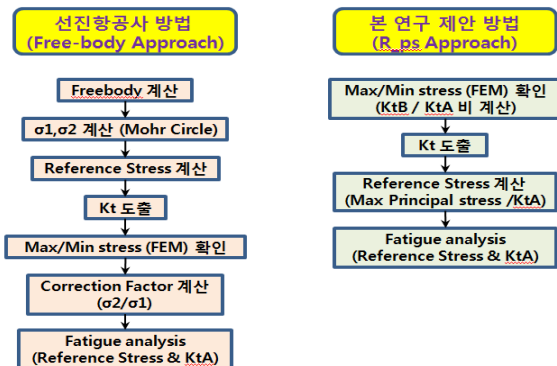 선진항공사 방법
(Free-body Approach)
Freebody 계산
σ1,σ2 계산 (Mohr Circle)
Reference Stress 계산
Kt 도출
Max/Min stress (FEM) 확인
Correction Factor 계산
(σ2/σ1)
Fatigue analysis
(Reference Stress & KtA)
본 연구 제안 방법
(R_ps Approach)
Max/Min stress (FEM) 확인
(KtB / KtA 비 계산)
Kt 도출
Reference Stress 계산
(Max Principal stress /KtA)
Fatigue analysis
(Reference Stress & KtA)